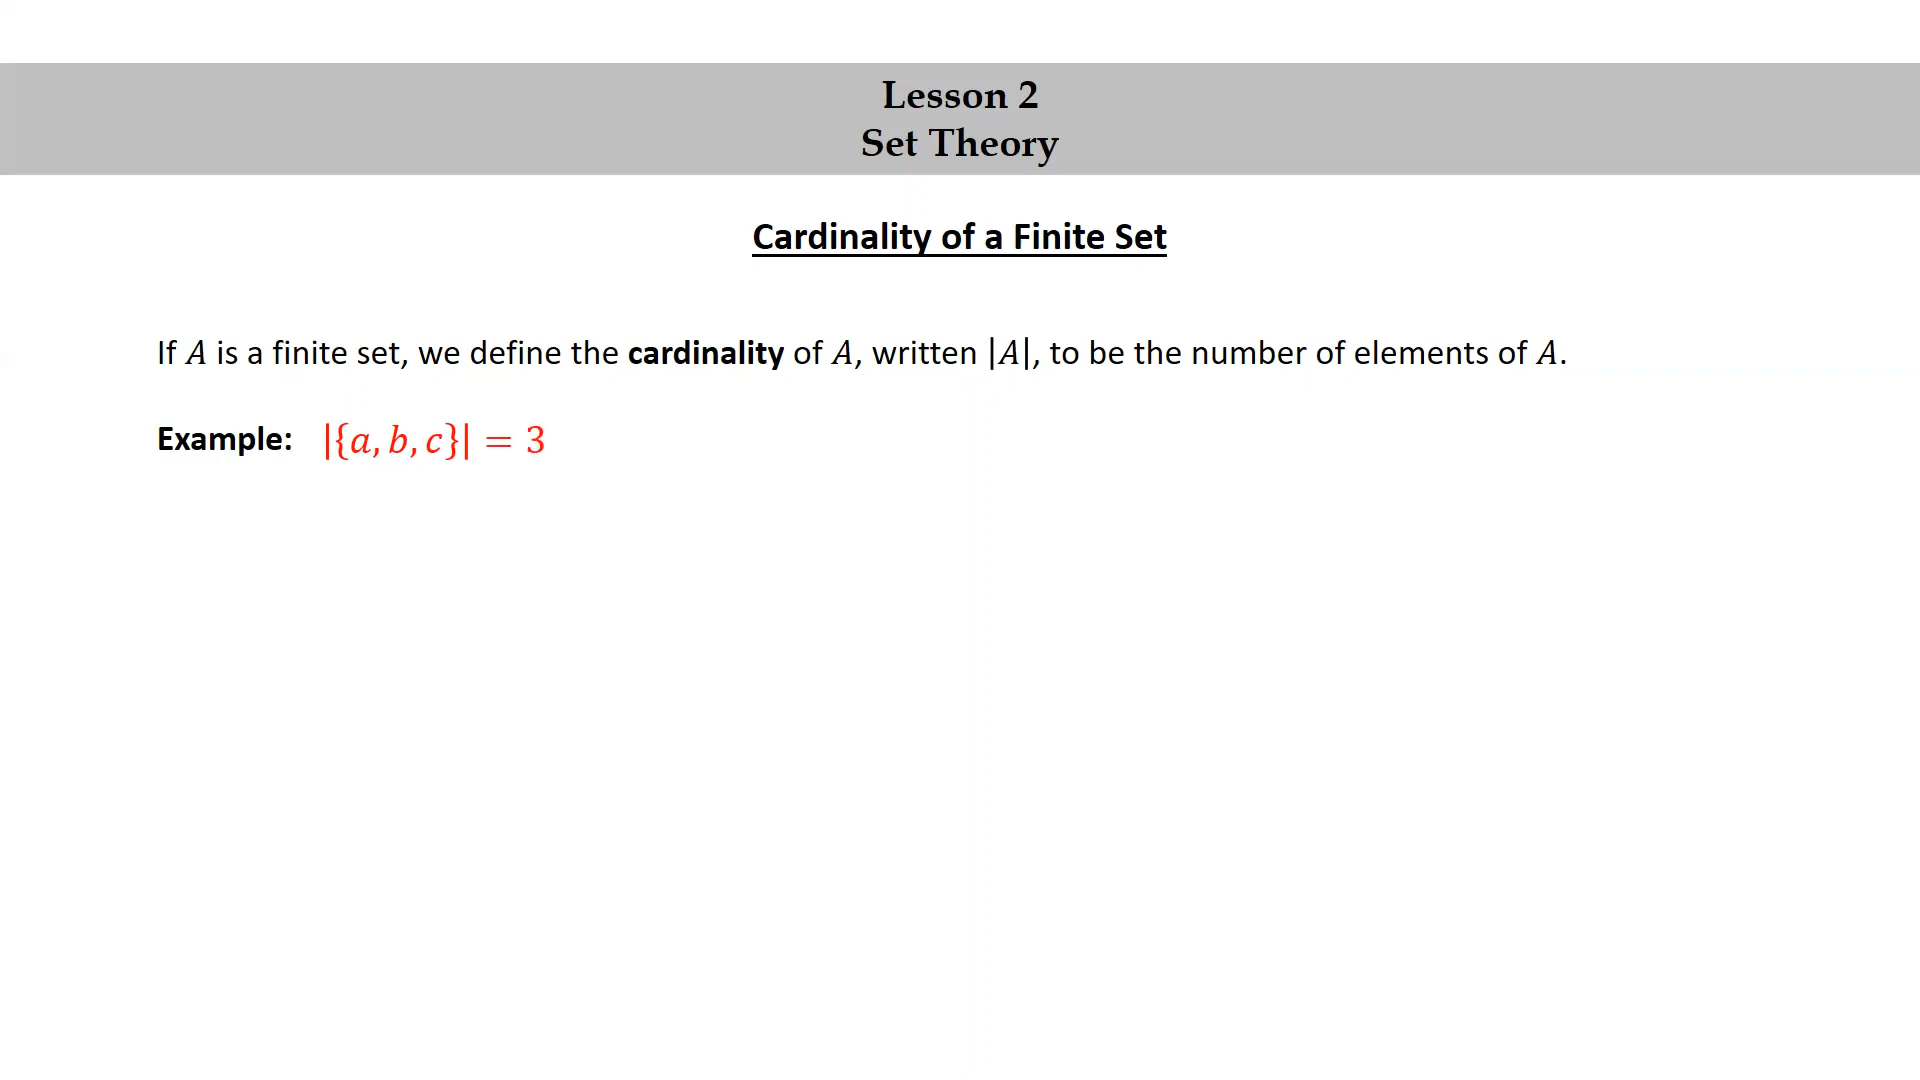 Lesson 2
Set Theory
Cardinality of a Finite Set
If A is a finite set, we define the cardinality of A, written |A|, to be the number of elements of A.
Example: |{a, b, c}| = 3